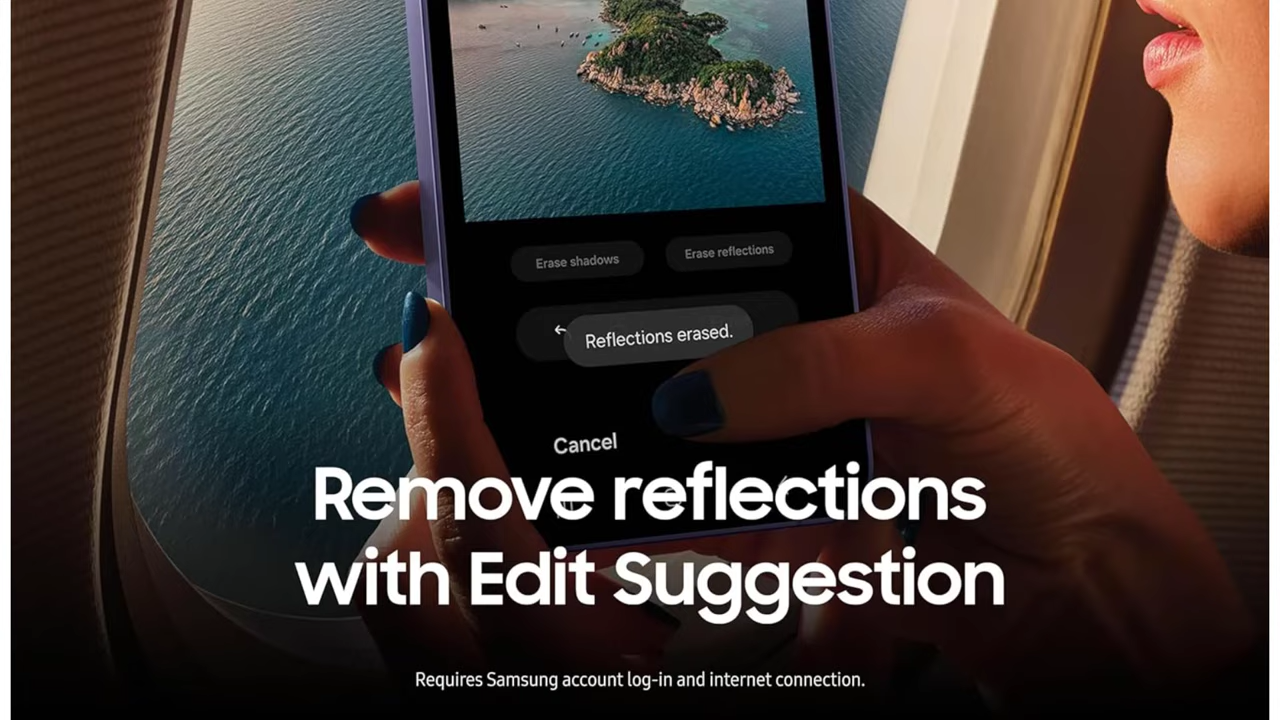 Erase shadows
Erase reflections
Reflections erased.
Cancel
Remove reflections
with Edit Suggestion
Requires Samsung account log-in and internet connection.